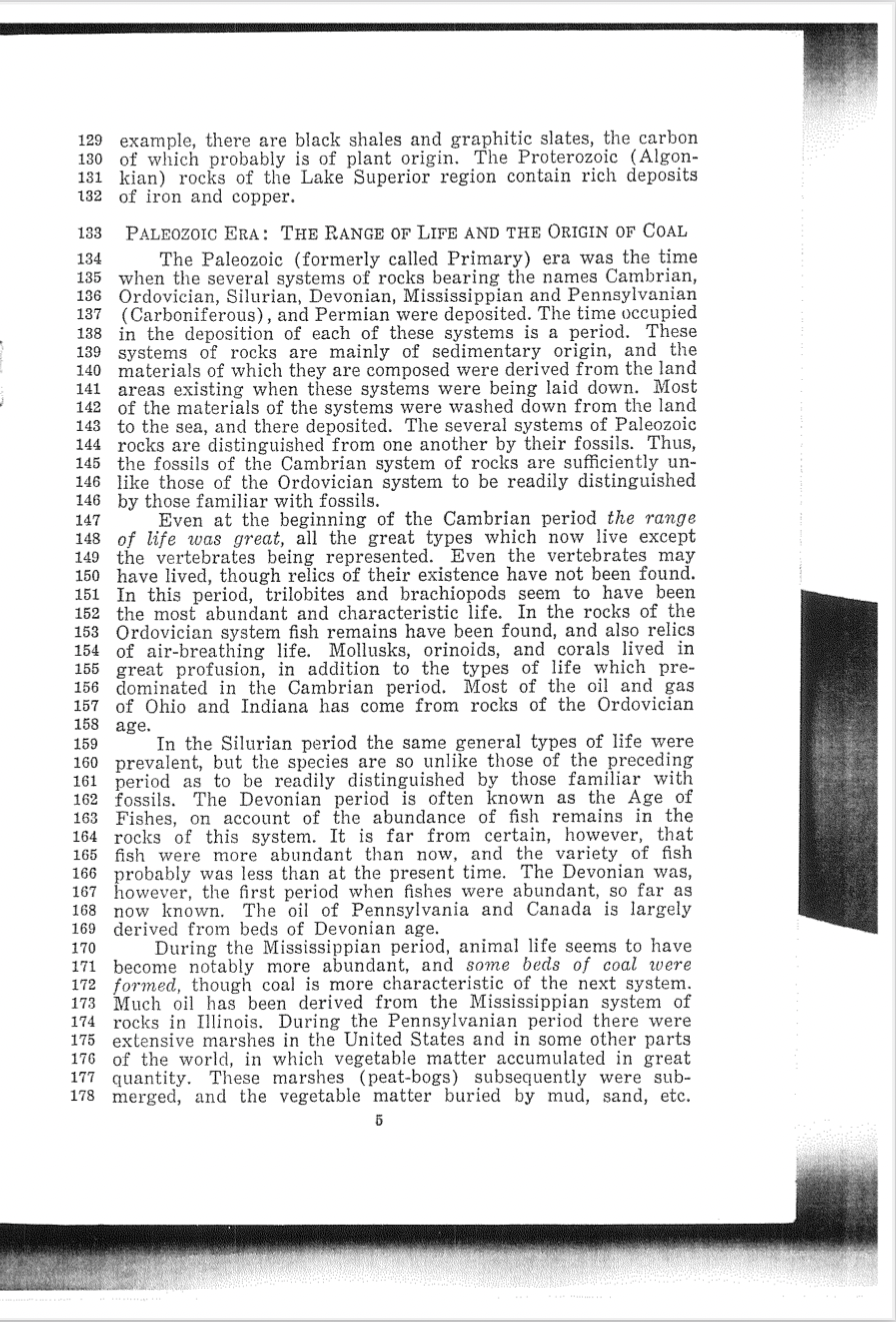 129 example, there are black shales and graphitic slates, the carbon
130 of which probably is of plant origin. The Proterozoic (Algon-
131 kian) rocks of the Lake Superior region contain rich deposits
132 of iron and copper.
133 PALEOZOIC ERA: THE RANGE OF LIFE AND THE ORIGIN OF COAL
134 The Paleozoic (formerly called Primary) era was the time
135 when the several systems of rocks bearing the names Cambrian,
136 Ordovician, Silurian, Devonian, Mississippian and Pennsylvanian
137 (Carboniferous), and Permian were deposited. The time occupied
138 in the deposition of each of these systems is a period. These
139 systems of rocks are mainly of sedimentary origin, and the
140 materials of which they are composed were derived from the land
141 areas existing when these systems were being laid down. Most
142 of the materials of the systems were washed down from the land
143 to the sea, and there deposited. The several systems of Paleozoic
144 rocks are distinguished from one another by their fossils. Thus,
145 the fossils of the Cambrian system of rocks are sufficiently un-
146 like those of the Ordovician system to be readily distinguished
146 by those familiar with fossils.
147 Even at the beginning of the Cambrian period the range
148 of life was great, all the great types which now live except
149 the vertebrates being represented. Even the vertebrates may
150 have lived, though relics of their existence have not been found.
151 In this period, trilobites and brachiopods seem to have been
152 the most abundant and characteristic life. In the rocks of the
153 Ordovician system fish remains have been found, and also relics
154 of air-breathing life. Mollusks, orinoids, and corals lived in
155 great profusion, in addition to the types of life which pre-
156 dominated in the Cambrian period. Most of the oil and gas
157 of Ohio and Indiana has come from rocks of the Ordovician
158 age.
159 In the Silurian period the same general types of life were
160 prevalent, but the species are so unlike those of the preceding
161 period as to be readily distinguished by those familiar with
162 fossils. The Devonian period is often known as the Age of
163 Fishes, on account of the abundance of fish remains in the
164 rocks of this system. It is far from certain, however, that
165 fish were more abundant than now, and the variety of fish
166 probably was less than at the present time. The Devonian was,
167 however, the first period when fishes were abundant, so far as
168 now known. The oil of Pennsylvania and Canada is largely
169 derived from beds of Devonian age.
170 During the Mississippian period, animal life seems to have
171 become notably more abundant, and some beds of coal were
172 formed, though coal is more characteristic of the next system.
173 Much oil has been derived from the Mississippian system of
174 rocks in Illinois. During the Pennsylvanian period there were
175 extensive marshes in the United States and in some other parts
176 of the world, in which vegetable matter accumulated in great
177 quantity. These marshes (peat-bogs) subsequently were sub-
178 merged, and the vegetable matter buried by mud, sand, etc.
5